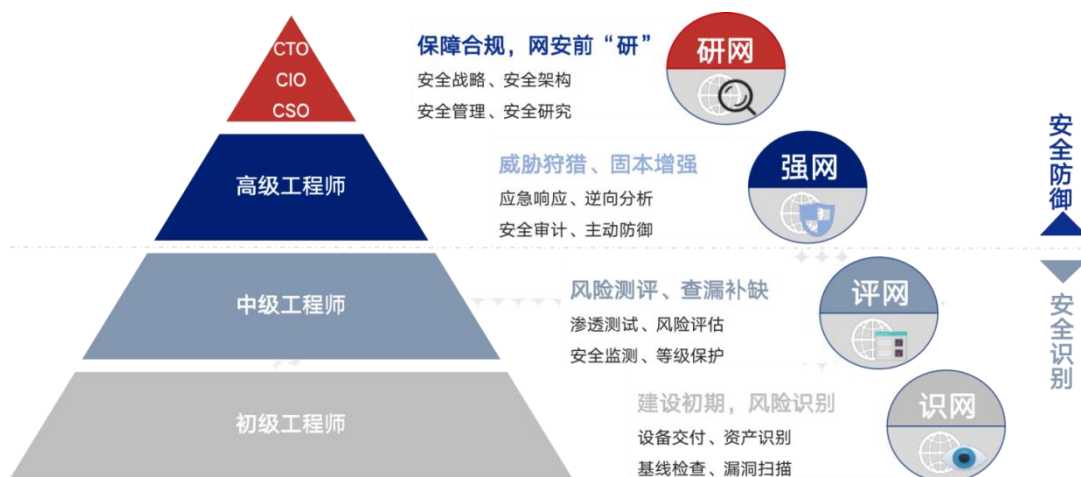 CTO
CIO
CSO
保障合规，网安前“研”
安全战略、安全架构
安全管理、安全研究
研网
高级工程师
威胁狩猎、固本增强
应急响应、逆向分析
安全审计、主动防御
强网
安全防御
中级工程师
风险测评、查漏补缺
渗透测试、风险评估
安全监测、等级保护
评网
安全识别
初级工程师
建设初期，风险识别
设备交付、资产识别
基线检查、漏洞扫描
识网